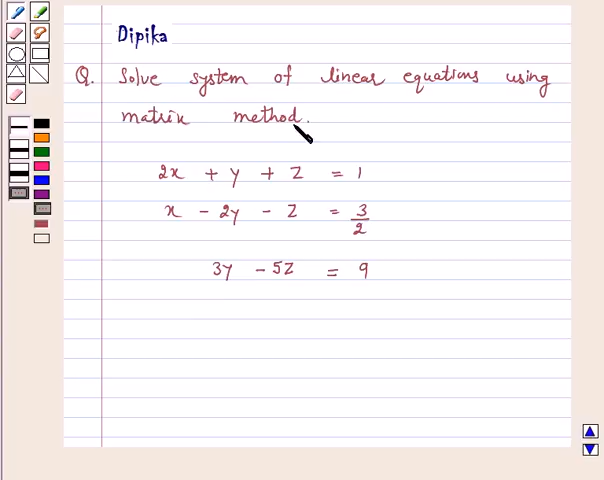 Dipika
Q. Solve system of linear equations using
matrix method.
2x + y + z = 1
x - 2y - z = 3/2
3y - 5z = 9